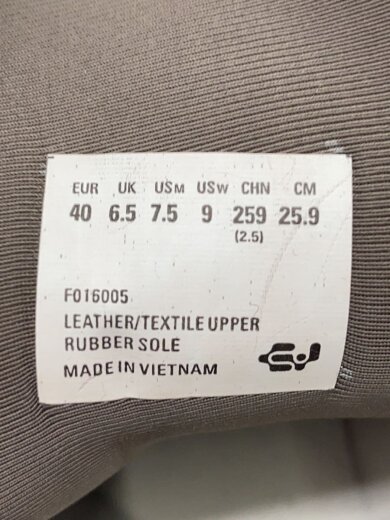 EUR UK USM USW CHN CM
40 6.5 7.5 9 259 25.9
(2.5)
F016005
LEATHER/TEXTILE UPPER
RUBBER SOLE
MADE IN VIETNAM